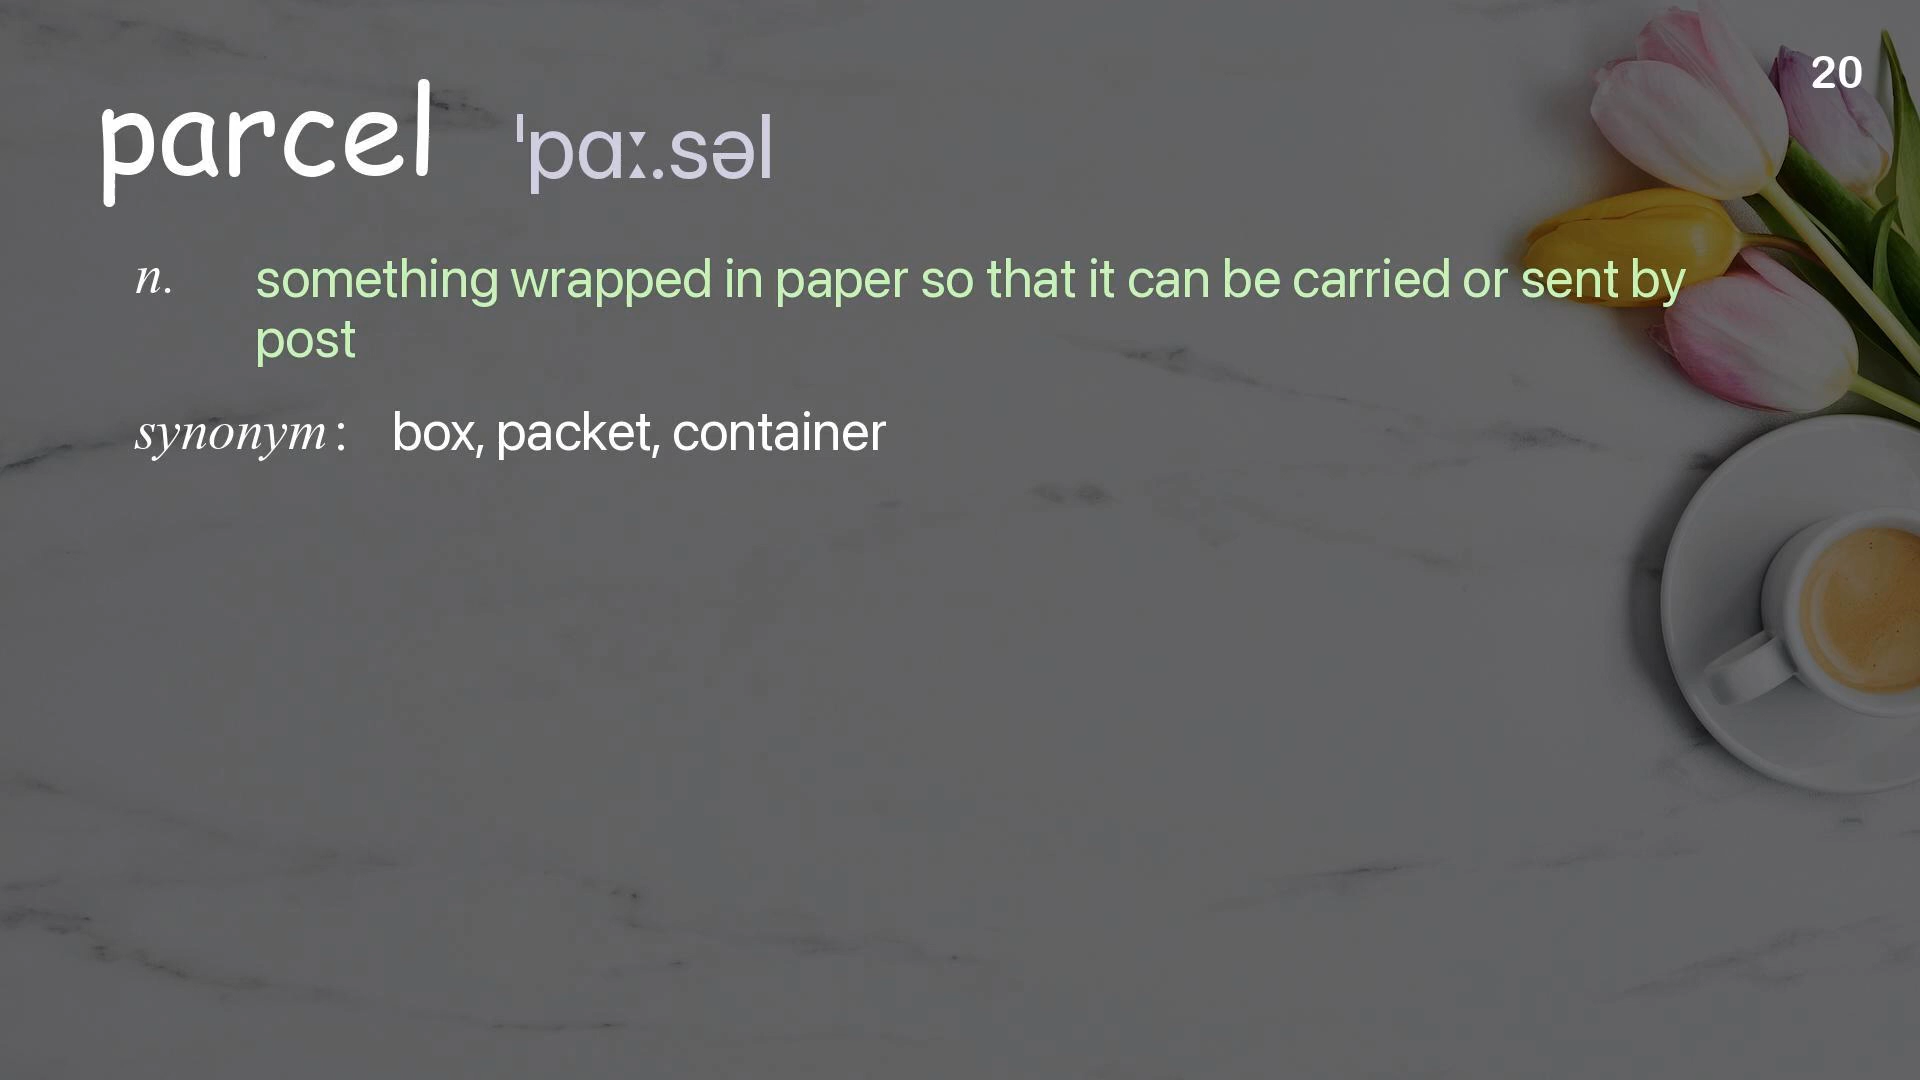 20
parcel ˈpɑː.səl
n. something wrapped in paper so that it can be carried or sent by
post
synonym: box, packet, container